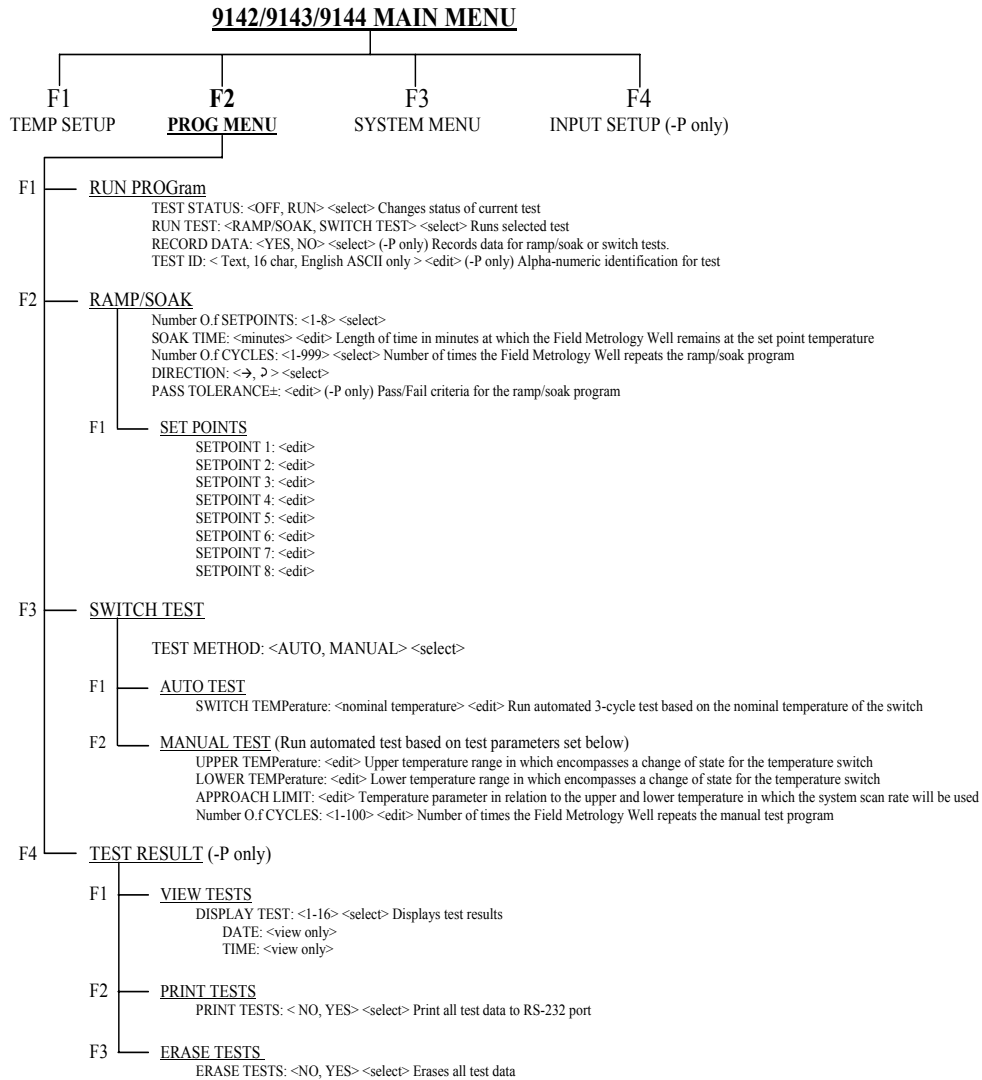 9142/9143/9144 MAIN MENU
F1 F2 F3 F4
TEMP SETUP PROG MENU SYSTEM MENU INPUT SETUP (-P only)
F1 RUN PROGram
TEST STATUS: <OFF, RUN> <select> Changes status of current test
RUN TEST: <RAMP/SOAK, SWITCH TEST> <select> Runs selected test
RECORD DATA: <YES, NO> <select> (-P only) Records data for ramp/soak or switch tests.
TEST ID: < Text, 16 char, English ASCII only > <edit> (-P only) Alpha-numeric identification for test
F2 RAMP/SOAK
Number O.f SETPOINTS: <1-8> <select>
SOAK TIME: <minutes> <edit> Length of time in minutes at which the Field Metrology Well remains at the set point temperature
Number O.f CYCLES: <1-999> <select> Number of times the Field Metrology Well repeats the ramp/soak program
DIRECTION: <→, ⊃ > <select>
PASS TOLERANCE±: <edit> (-P only) Pass/Fail criteria for the ramp/soak program
F1 SET POINTS
SETPOINT 1: <edit>
SETPOINT 2: <edit>
SETPOINT 3: <edit>
SETPOINT 4: <edit>
SETPOINT 5: <edit>
SETPOINT 6: <edit>
SETPOINT 7: <edit>
SETPOINT 8: <edit>
F3 SWITCH TEST
TEST METHOD: <AUTO, MANUAL> <select>
F1 AUTO TEST
SWITCH TEMPerature: <nominal temperature> <edit> Run automated 3-cycle test based on the nominal temperature of the switch
F2 MANUAL TEST (Run automated test based on test parameters set below)
UPPER TEMPerature: <edit> Upper temperature range in which encompasses a change of state for the temperature switch
LOWER TEMPerature: <edit> Lower temperature range in which encompasses a change of state for the temperature switch
APPROACH LIMIT: <edit> Temperature parameter in relation to the upper and lower temperature in which the system scan rate will be used
Number O.f CYCLES: <1-100> <edit> Number of times the Field Metrology Well repeats the manual test program
F4 TEST RESULT (-P only)
F1 VIEW TESTS
DISPLAY TEST: <1-16> <select> Displays test results
DATE: <view only>
TIME: <view only>
F2 PRINT TESTS
PRINT TESTS: < NO, YES> <select> Print all test data to RS-232 port
F3 ERASE TESTS
ERASE TESTS: <NO, YES> <select> Erases all test data